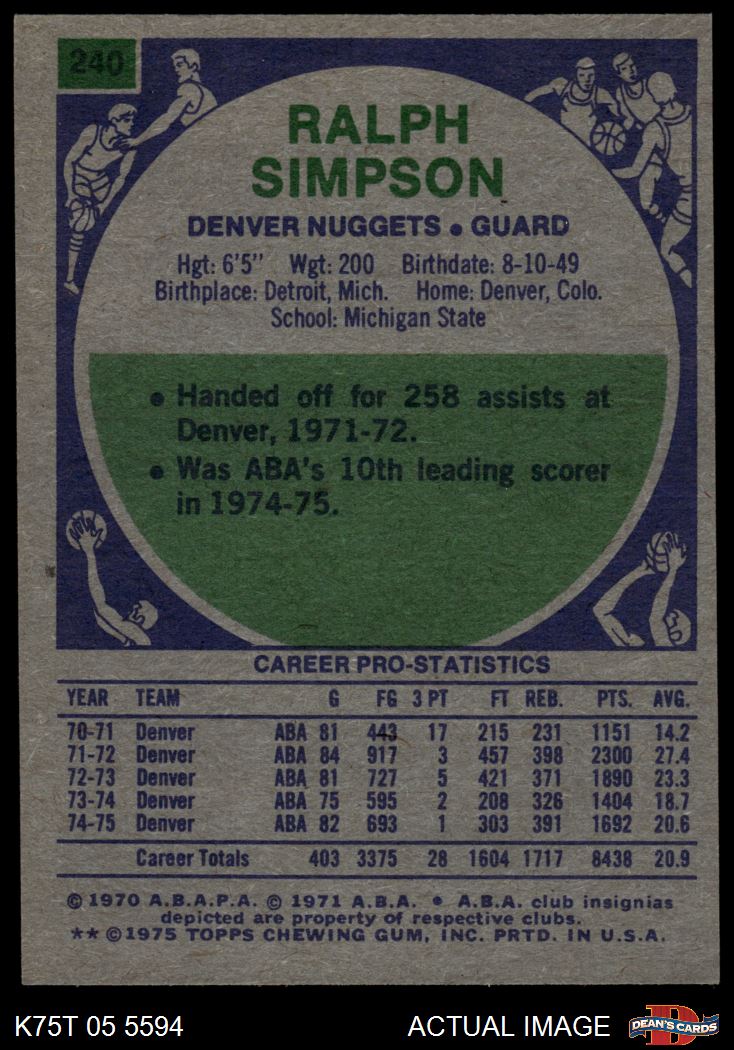 240
RALPH
SIMPSON
DENVER NUGGETS • GUARD
Hgt: 6'5" Wgt: 200 Birthdate: 8-10-49
Birthplace: Detroit, Mich. Home: Denver, Colo.
School: Michigan State
• Handed off for 258 assists at
Denver, 1971-72.
• Was ABA's 10th leading scorer
in 1974-75.
CAREER PRO-STATISTICS
YEAR TEAM G FG 3 PT FT REB. PTS. AVG.
70-71 Denver ABA 81 443 17 215 231 1151 14.2
71-72 Denver ABA 84 917 3 457 398 2300 27.4
72-73 Denver ABA 81 727 5 421 371 1890 23.3
73-74 Denver ABA 75 595 2 208 326 1404 18.7
74-75 Denver ABA 82 693 1 303 391 1692 20.6
Career Totals 403 3375 28 1604 1717 8438 20.9
© 1970 A.B.A.P.A. © 1971 A.B.A. • A.B.A. club insignias
depicted are property of respective clubs.
** © 1975 TOPPS CHEWING GUM, INC. PRTD. IN U.S.A.
K75T 05 5594 ACTUAL IMAGE DEAN'S CARDS